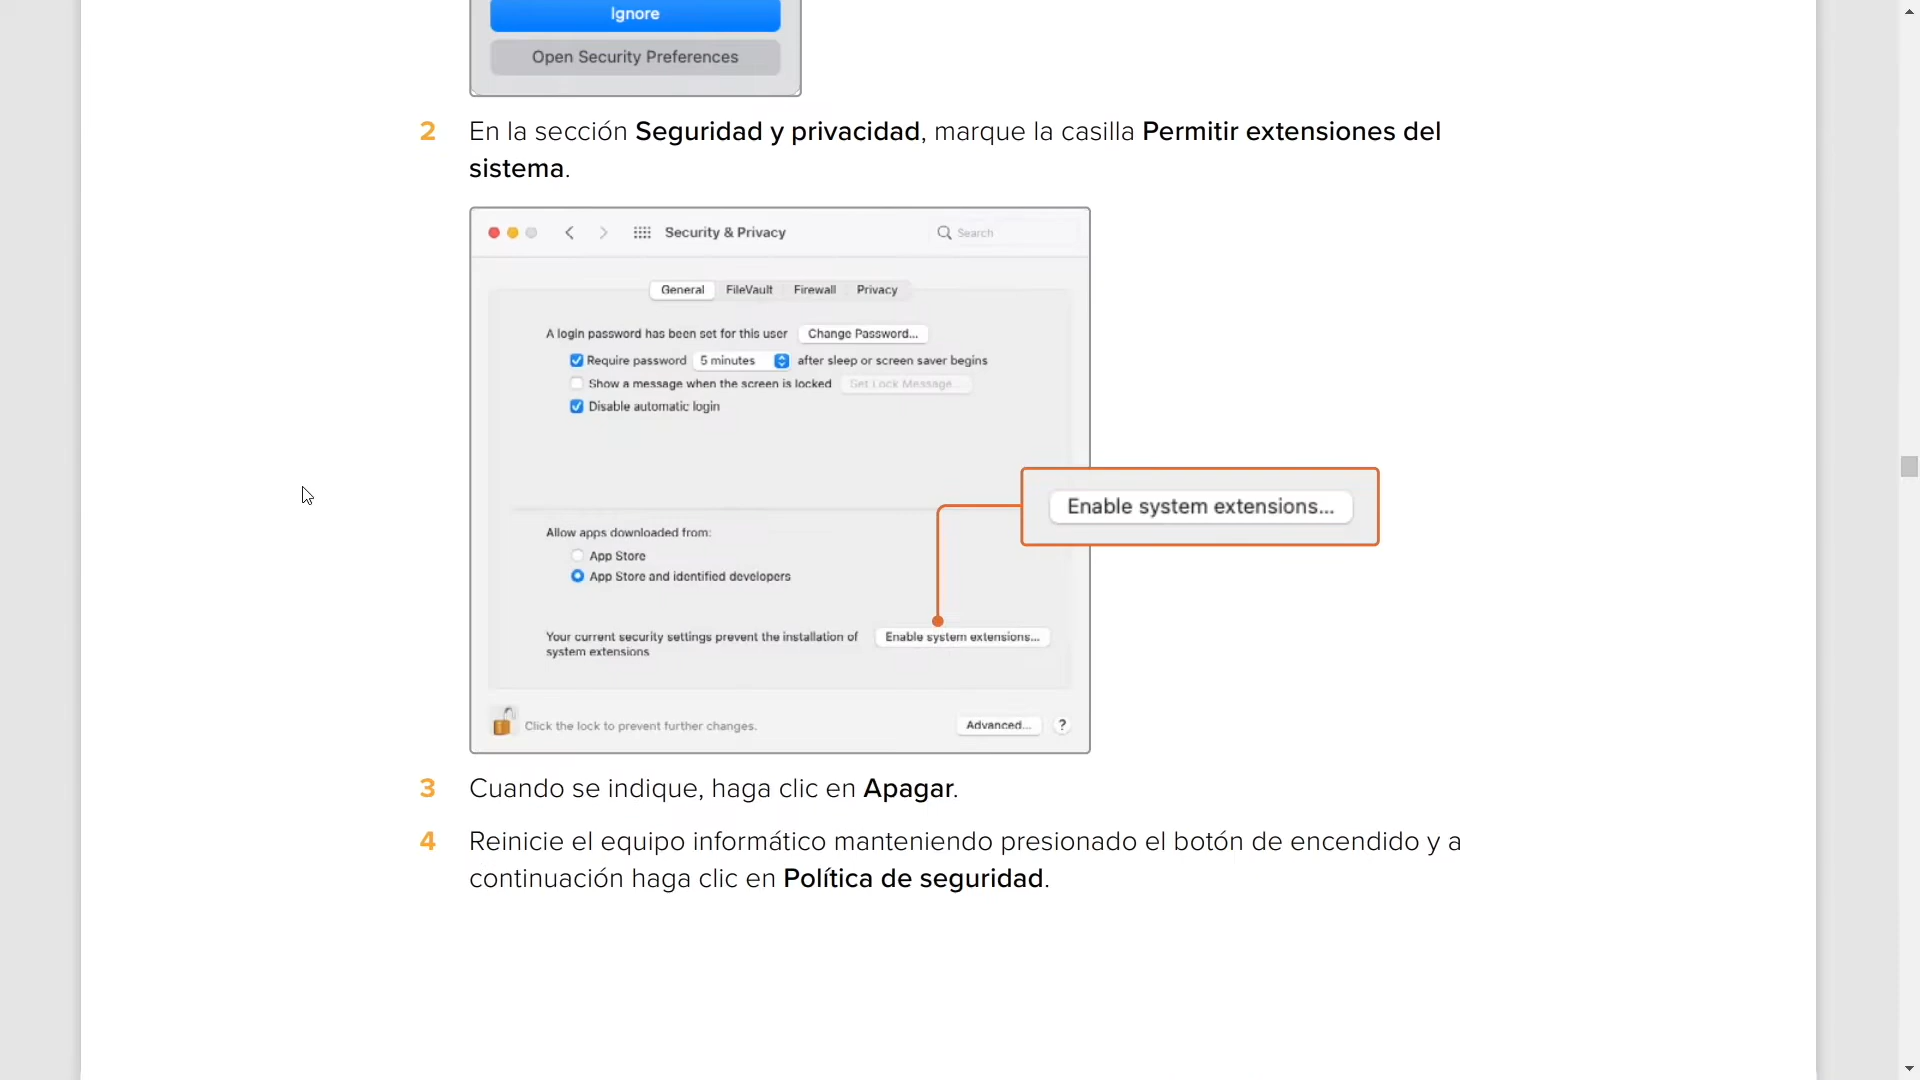 Ignore
Open Security Preferences
2 En la sección Seguridad y privacidad, marque la casilla Permitir extensiones del
sistema.
Security & Privacy
Search
General FileVault Firewall Privacy
A login password has been set for this user Change Password...
Require password 5 minutes after sleep or screen saver begins
Show a message when the screen is locked Set Lock Message...
Disable automatic login
Enable system extensions...
Allow apps downloaded from:
App Store
App Store and identified developers
Your current security settings prevent the installation of Enable system extensions...
system extensions
Click the lock to prevent further changes. Advanced... ?
3 Cuando se indique, haga clic en Apagar.
4 Reinicie el equipo informático manteniendo presionado el botón de encendido y a
continuación haga clic en Política de seguridad.